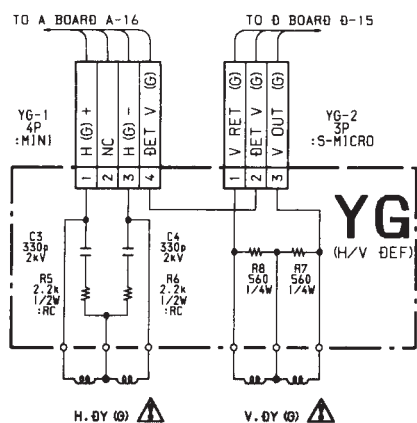 TO A BOARD A-16
TO D BOARD D-15
YG-1
4P
:MINI
H (G) +
NC
H (G) -
DET V (G)
1 2 3 4
V RET (G)
DET V (G)
V OUT (G)
1 2 3
YG-2
3P
:S-MICRO
YG
(H/V DEF)
C3
330p
2kV
R5
2.2k
1/2W
:RC
C4
330p
2kV
R6
2.2k
1/2W
:RC
R8
560
1/4W
R7
560
1/4W
H.DY (G)
V.DY (G)